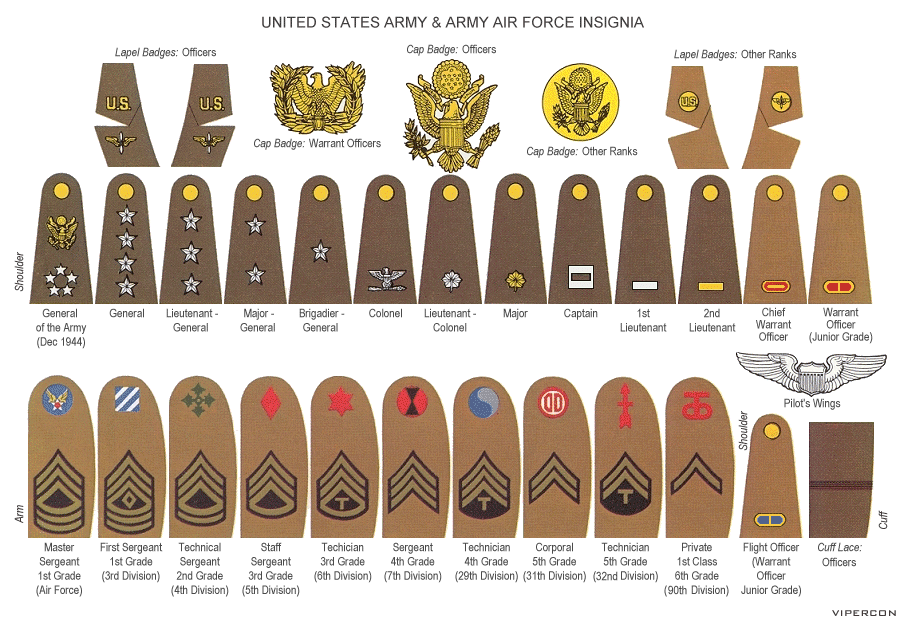 UNITED STATES ARMY & ARMY AIR FORCE INSIGNIA
Lapel Badges: Officers
Cap Badge: Officers
Lapel Badges: Other Ranks
U.S.
U.S.
U.S.
Cap Badge: Warrant Officers
Cap Badge: Other Ranks
Shoulder
General
of the Army
(Dec 1944)
General
Lieutenant -
General
Major -
General
Brigadier -
General
Colonel
Lieutenant -
Colonel
Major
Captain
1st
Lieutenant
2nd
Lieutenant
Chief
Warrant
Officer
Warrant
Officer
(Junior Grade)
Pilot's Wings
Arm
T
T
T
Shoulder
Cuff
Master
Sergeant
1st Grade
(Air Force)
First Sergeant
1st Grade
(3rd Division)
Technical
Sergeant
2nd Grade
(4th Division)
Staff
Sergeant
3rd Grade
(5th Division)
Techician
3rd Grade
(6th Division)
Sergeant
4th Grade
(7th Division)
Technician
4th Grade
(29th Division)
Corporal
5th Grade
(31th Division)
Technician
5th Grade
(32nd Division)
Private
1st Class
6th Grade
(90th Division)
Flight Officer
(Warrant
Officer
Junior Grade)
Cuff Lace:
Officers
VIPERCON